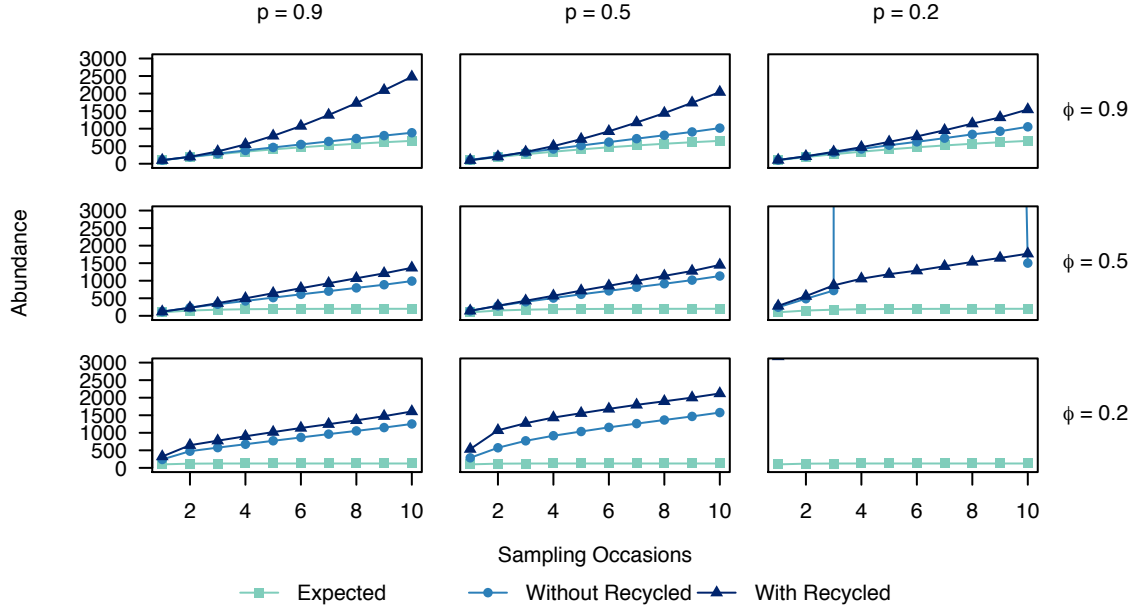 p = 0.9 p = 0.5 p = 0.2
3000
2500
2000
1500
1000
500
0
ϕ = 0.9
3000
2500
2000
1500
1000
500
0
ϕ = 0.5
3000
2500
2000
1500
1000
500
0
ϕ = 0.2
Abundance
2 4 6 8 10 2 4 6 8 10 2 4 6 8 10
Sampling Occasions
Expected Without Recycled With Recycled